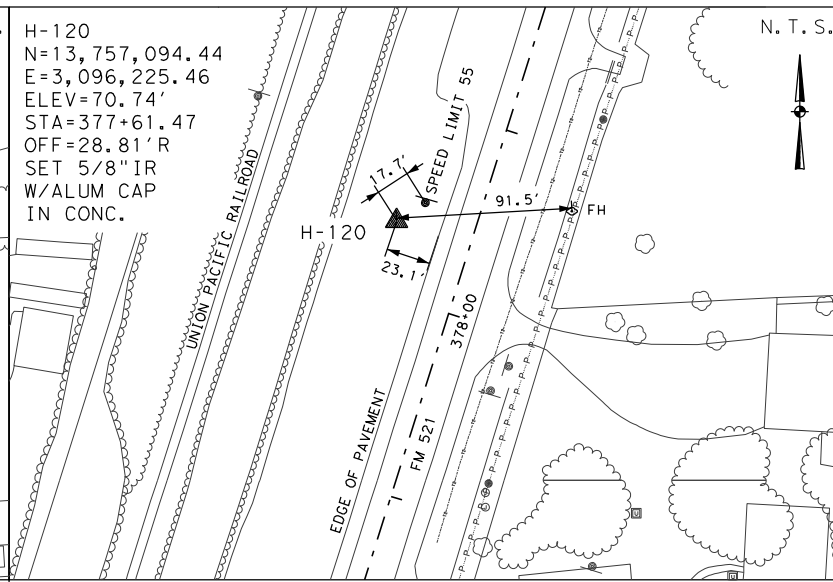 H-120
N=13,757,094.44
E=3,096,225.46
ELEV=70.74'
STA=377+61.47
OFF=28.81'R
SET 5/8"IR
W/ALUM CAP
IN CONC.
N.T.S.
SPEED LIMIT 55
17.7'
91.5'
FH
H-120
23.1'
UNION PACIFIC RAILROAD
378+00
EDGE OF PAVEMENT
FM 521